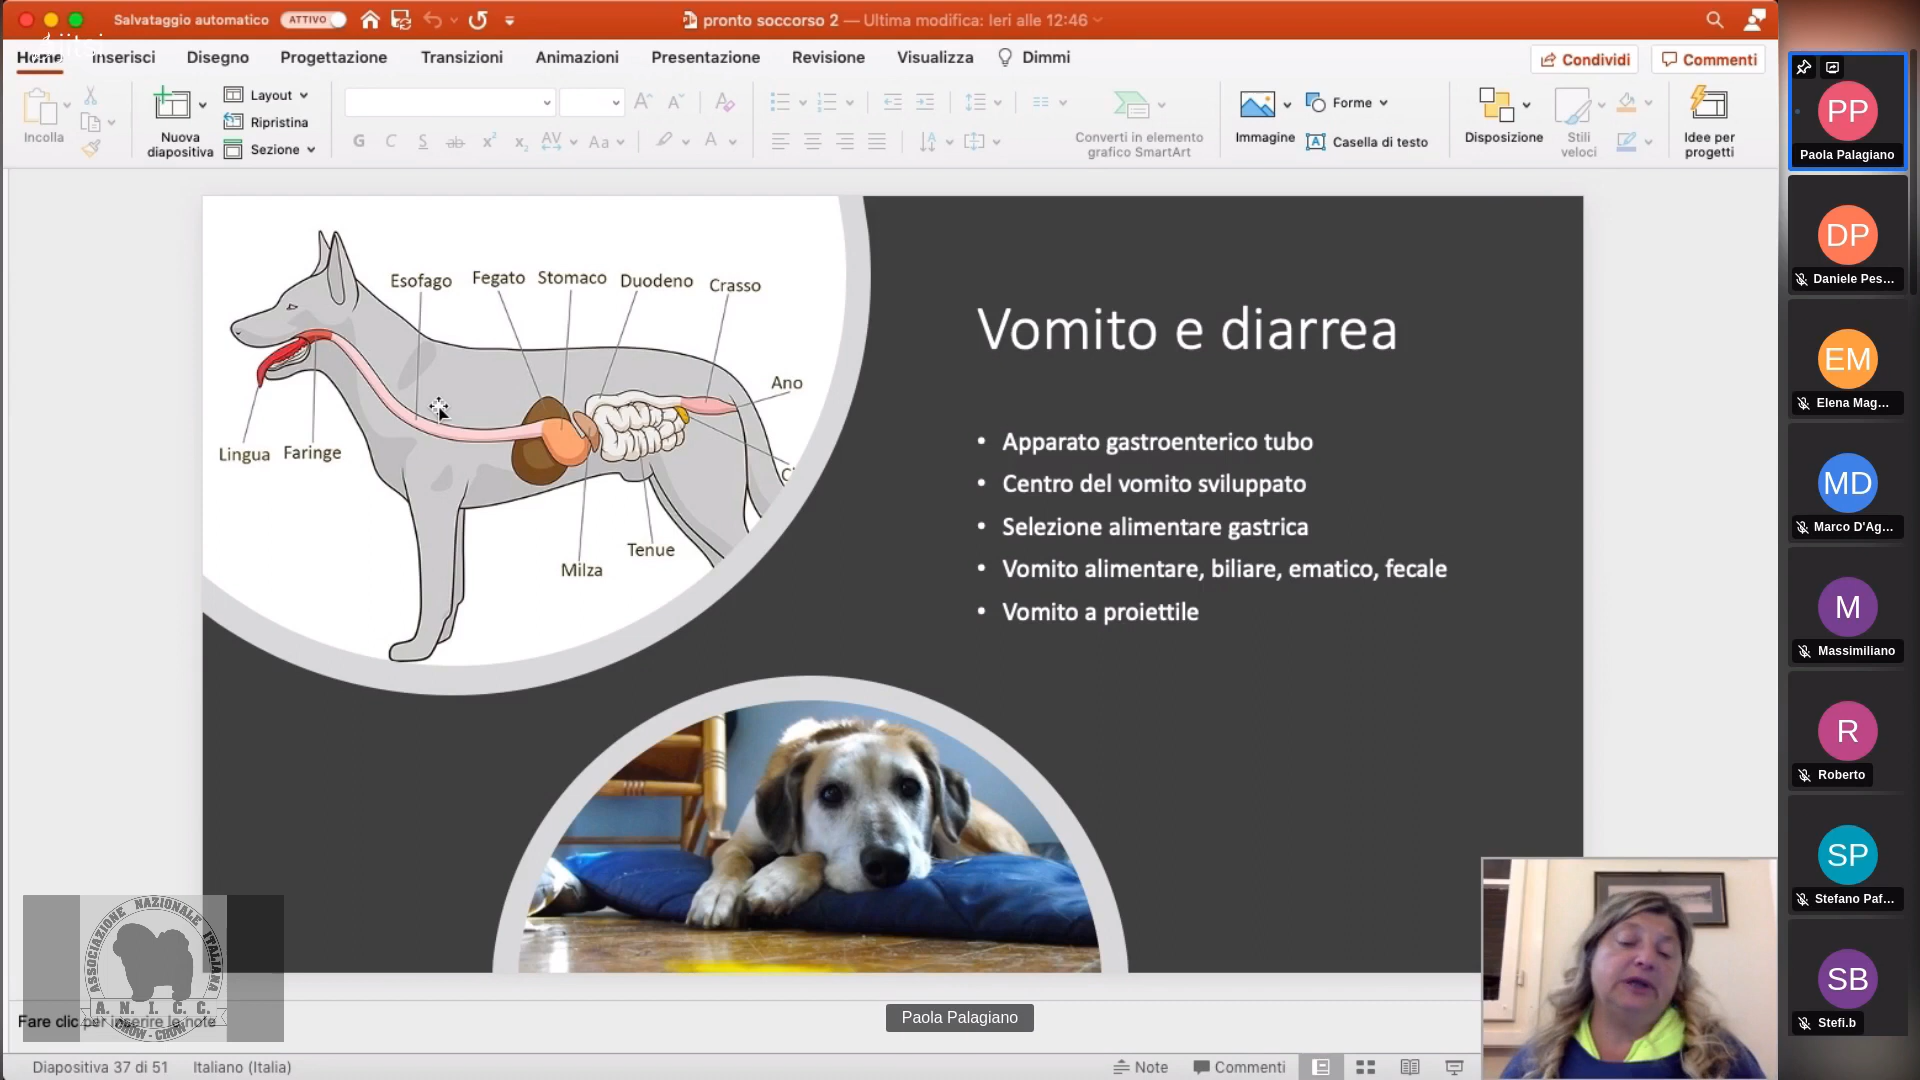 Salvataggio automatico ATTIVO pronto soccorso 2 — Ultima modifica: Ieri alle 12:46
Home Inserisci Disegno Progettazione Transizioni Animazioni Presentazione Revisione Visualizza Dimmi Condividi Commenti
Incolla
Nuova diapositiva
Layout
Ripristina
Sezione
Converti in elemento grafico SmartArt
Immagine
Forme
Casella di testo
Disposizione
Stili veloci
Idee per progetti
Esofago Fegato Stomaco Duodeno Crasso
Ano
Lingua Faringe
Tenue
Milza
Vomito e diarrea
• Apparato gastroenterico tubo
• Centro del vomito sviluppato
• Selezione alimentare gastrica
• Vomito alimentare, biliare, ematico, fecale
• Vomito a proiettile
ASSOCIAZIONE NAZIONALE ITALIANA
A. N. I. C. C.
CHOW - CHOW
Fare clic per inserire le note
Paola Palagiano
Diapositiva 37 di 51 Italiano (Italia) Note Commenti
PP
Paola Palagiano
DP
Daniele Pes...
EM
Elena Mag...
MD
Marco D'Ag...
M
Massimiliano
R
Roberto
SP
Stefano Paf...
SB
Stefi.b